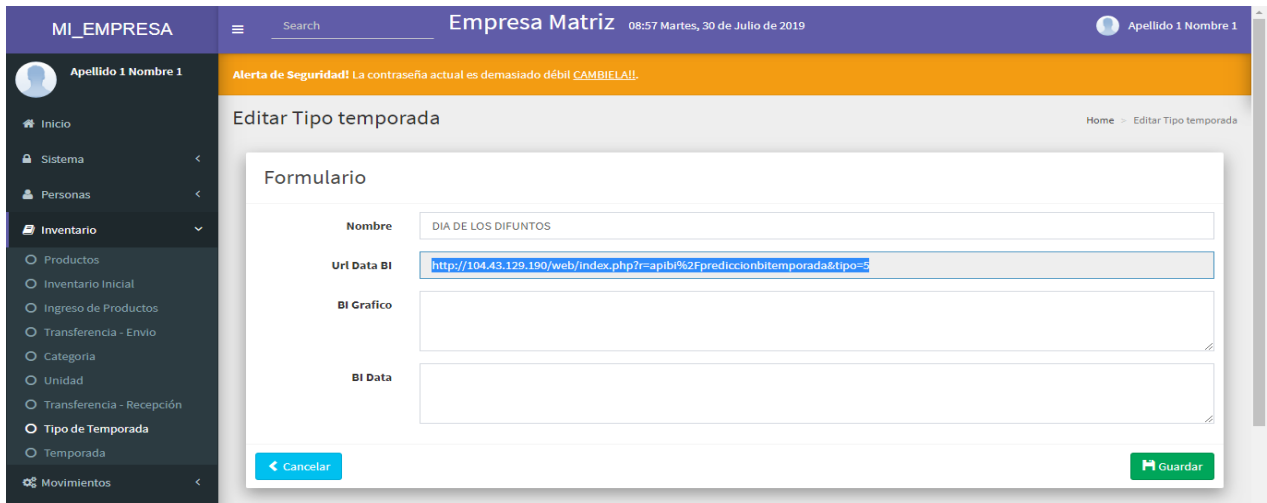 MI_EMPRESA
Search
Empresa Matriz 08:57 Martes, 30 de Julio de 2019
Apellido 1 Nombre 1
Apellido 1 Nombre 1
Inicio
Sistema
Personas
Inventario
Productos
Inventario Inicial
Ingreso de Productos
Transferencia - Envio
Categoria
Unidad
Transferencia - Recepción
Tipo de Temporada
Temporada
Movimientos
Alerta de Seguridad! La contraseña actual es demasiado débil CAMBIELA!!.
Editar Tipo temporada
Home > Editar Tipo temporada
Formulario
Nombre DIA DE LOS DIFUNTOS
Url Data BI http://104.43.129.190/web/index.php?r=apibi%2Fprediccionbitemporada&tipo=5
BI Grafico
BI Data
Cancelar
Guardar